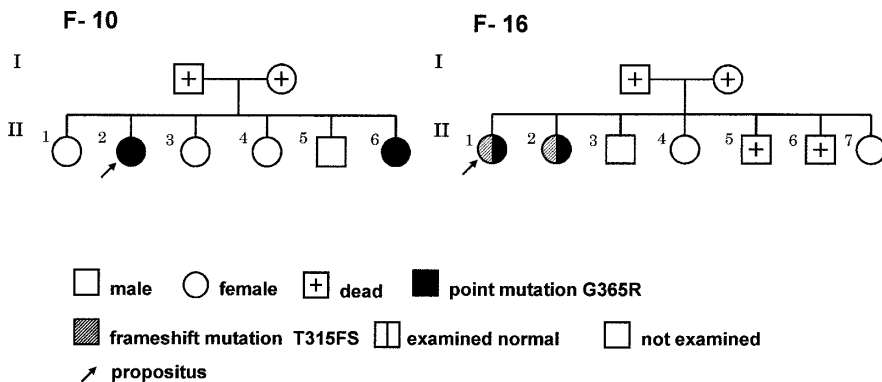 F- 10
F- 16
I
I
II
1 2 3 4 5 6
II
1 2 3 4 5 6 7
male
female
dead
point mutation G365R
frameshift mutation T315FS
examined normal
not examined
propositus